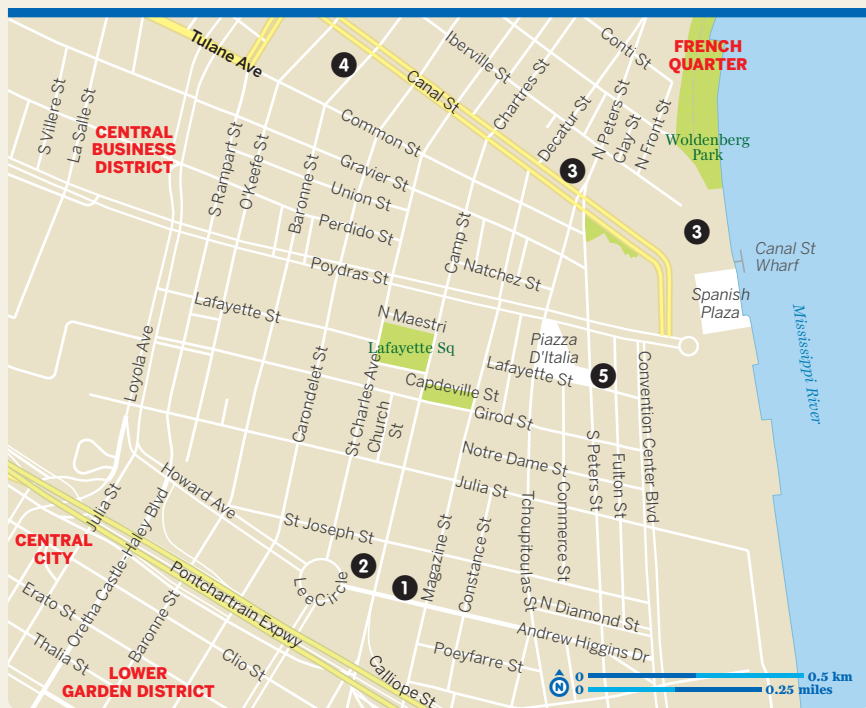 Tulane Ave
4
Canal St
Iberville St
Chartres St
Conti St
FRENCH
QUARTER
Decatur St
N Peters St
Clay St
N Front St
Woldenberg
Park
S Villere St
La Salle St
CENTRAL
BUSINESS
DISTRICT
S Rampart St
O'Keefe St
Baronne St
Common St
Gravier St
Union St
Perdido St
3
3
Canal St
Wharf
Spanish
Plaza
Mississippi River
Camp St
Natchez St
Poydras St
Lafayette St
N Maestri
Lafayette Sq
Piazza
D'Italia
Lafayette St
5
Loyola Ave
Carondelet St
St Charles Ave
Church
St
Capdeville St
Girod St
Convention Center Blvd
Notre Dame St
S Peters St
Fulton St
Howard Ave
Julia St
Julia St
Oretha Castle-Haley Blvd
St Joseph St
Magazine St
Constance St
Tchoupitoulas St
Commerce St
CENTRAL
CITY
Pontchartrain Expwy
LeeCircle
2
1
N Diamond St
Andrew Higgins Dr
Erato St
Thalia St
Baronne St
Clio St
Calliope St
Poeyfarre St
LOWER
GARDEN DISTRICT
N
0 0.5 km
0 0.25 miles